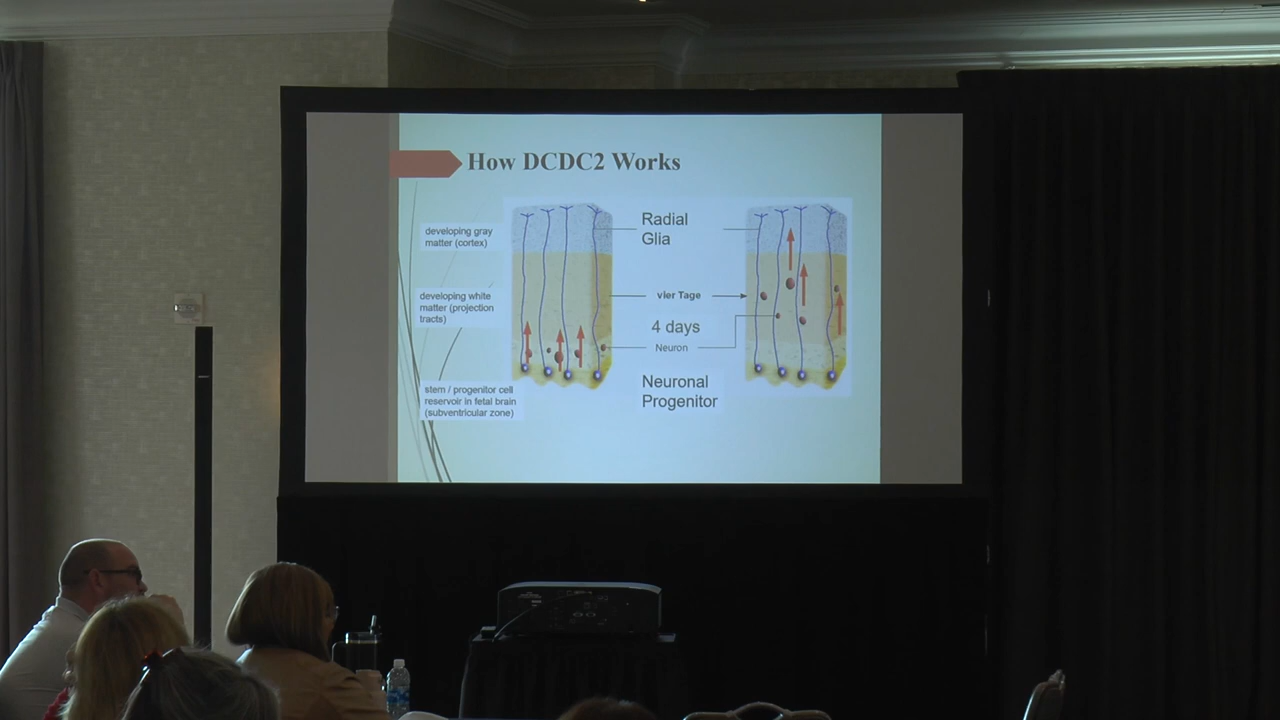 How DCDC2 Works
developing gray
matter (cortex)
Radial
Glia
developing white
matter (projection
tracts)
vier Tage
4 days
Neuron
stem / progenitor cell
reservoir in fetal brain
(subventricular zone)
Neuronal
Progenitor